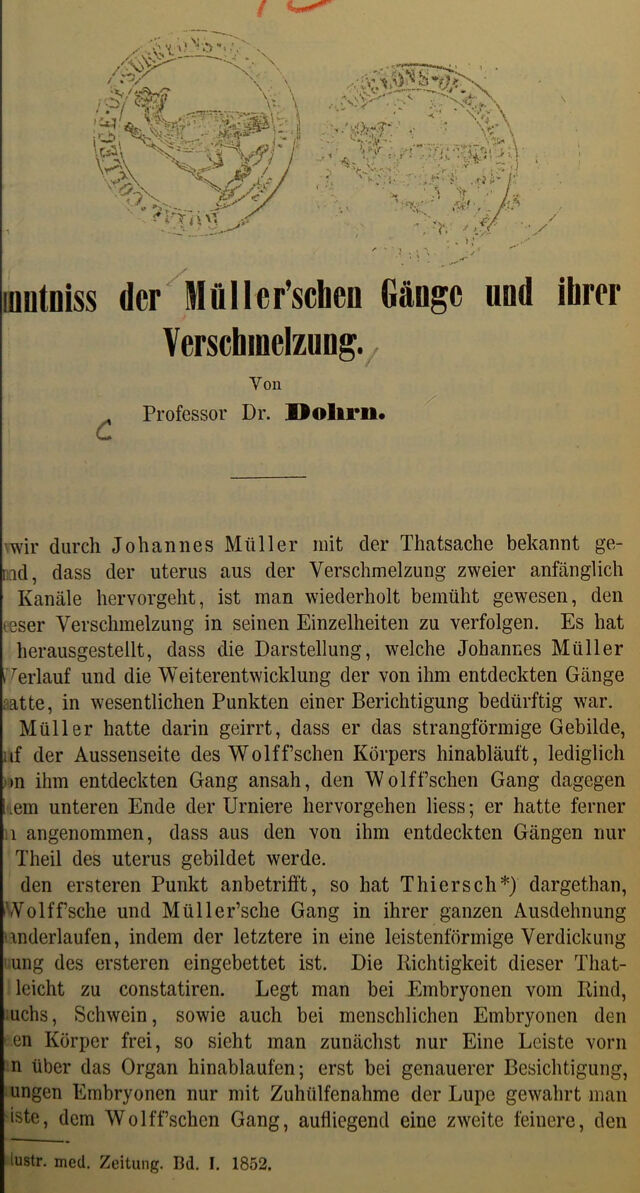 COLLEGE OF SURGEONS OF
SURGEONS OF
der Müller'schen Gänge und ihrer
Verschmelzung.
Von
Professor Dr. Dohrn.
wir durch Johannes Müller mit der Thatsache bekannt ge-
dass der uterus aus der Verschmelzung zweier anfänglich
Kanäle hervorgeht, ist man wiederholt bemüht gewesen, den
eser Verschmelzung in seinen Einzelheiten zu verfolgen. Es hat
herausgestellt, dass die Darstellung, welche Johannes Müller
erlauf und die Weiterentwicklung der von ihm entdeckten Gänge
atte, in wesentlichen Punkten einer Berichtigung bedürftig war.
Müller hatte darin geirrt, dass er das strangförmige Gebilde,
der Aussenseite des Wolff'schen Körpers hinabläuft, lediglich
ihm entdeckten Gang ansah, den Wolff'schen Gang dagegen
em unteren Ende der Urniere hervorgehen liess; er hatte ferner
angenommen, dass aus den von ihm entdeckten Gängen nur
Theil des uterus gebildet werde.
den ersteren Punkt anbetrifft, so hat Thiersch*) dargethan,
Wolff'sche und Müller'sche Gang in ihrer ganzen Ausdehnung
anderlaufen, indem der letztere in eine leistenförmige Verdickung
ung des ersteren eingebettet ist. Die Richtigkeit dieser That-
leicht zu constatiren. Legt man bei Embryonen vom Rind,
uchs, Schwein, sowie auch bei menschlichen Embryonen den
en Körper frei, so sieht man zunächst nur Eine Leiste vorn
n über das Organ hinablaufen; erst bei genauerer Besichtigung,
ungen Embryonen nur mit Zuhülfenahme der Lupe gewahrt man
iste, dem Wolff'schen Gang, aufliegend eine zweite feinere, den
lustr. med. Zeitung. Bd. I. 1852.